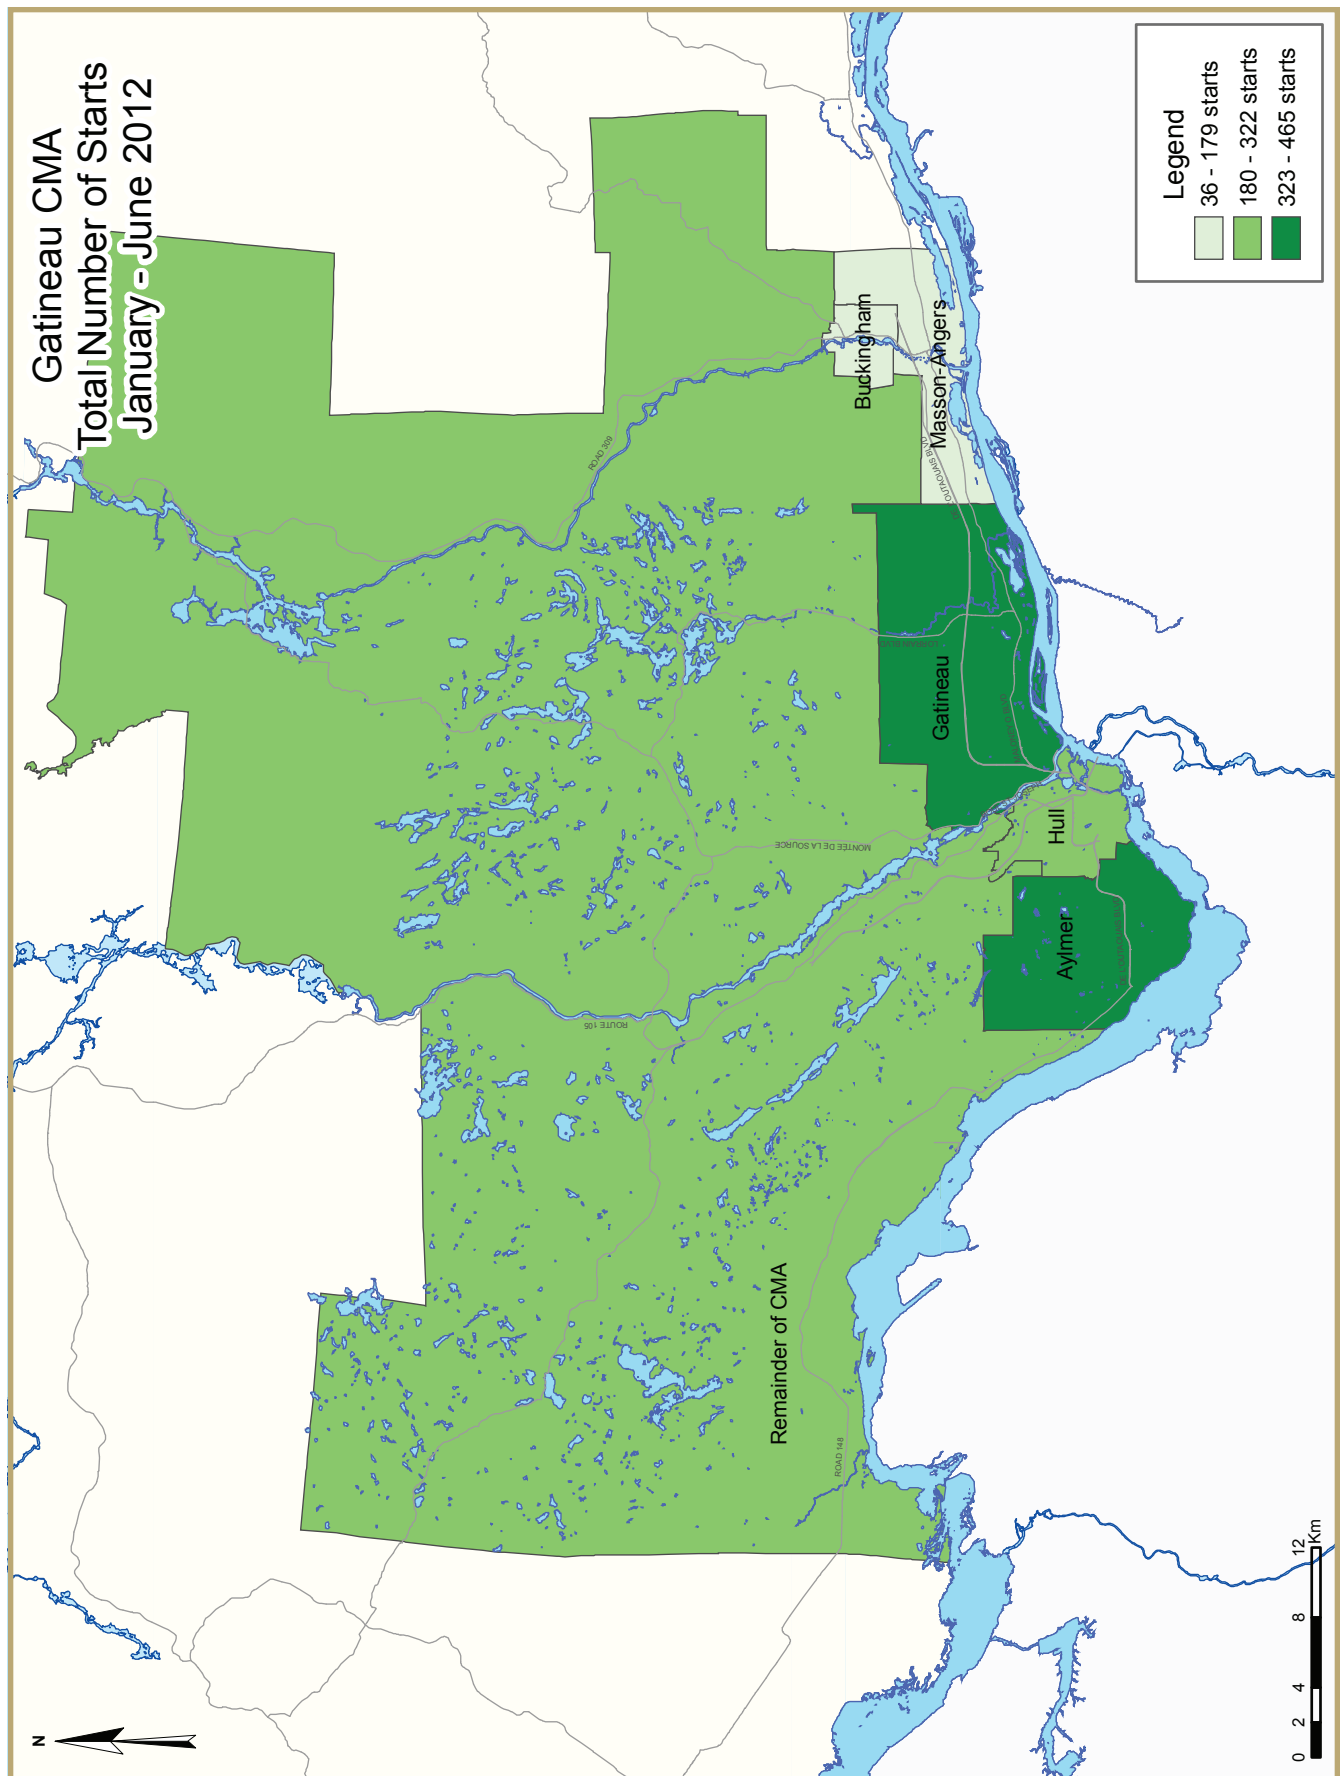 Gatineau CMA
Total Number of Starts
January - June 2012
Legend
36 - 179 starts
180 - 322 starts
323 - 465 starts
N
ROAD 309
Buckingham
Masson-Angers
Gatineau
MONTÉE DE LA SOURCE
Hull
Aylmer
ROUTE 105
Remainder of CMA
ROAD 148
0 2 4 8 12
Km